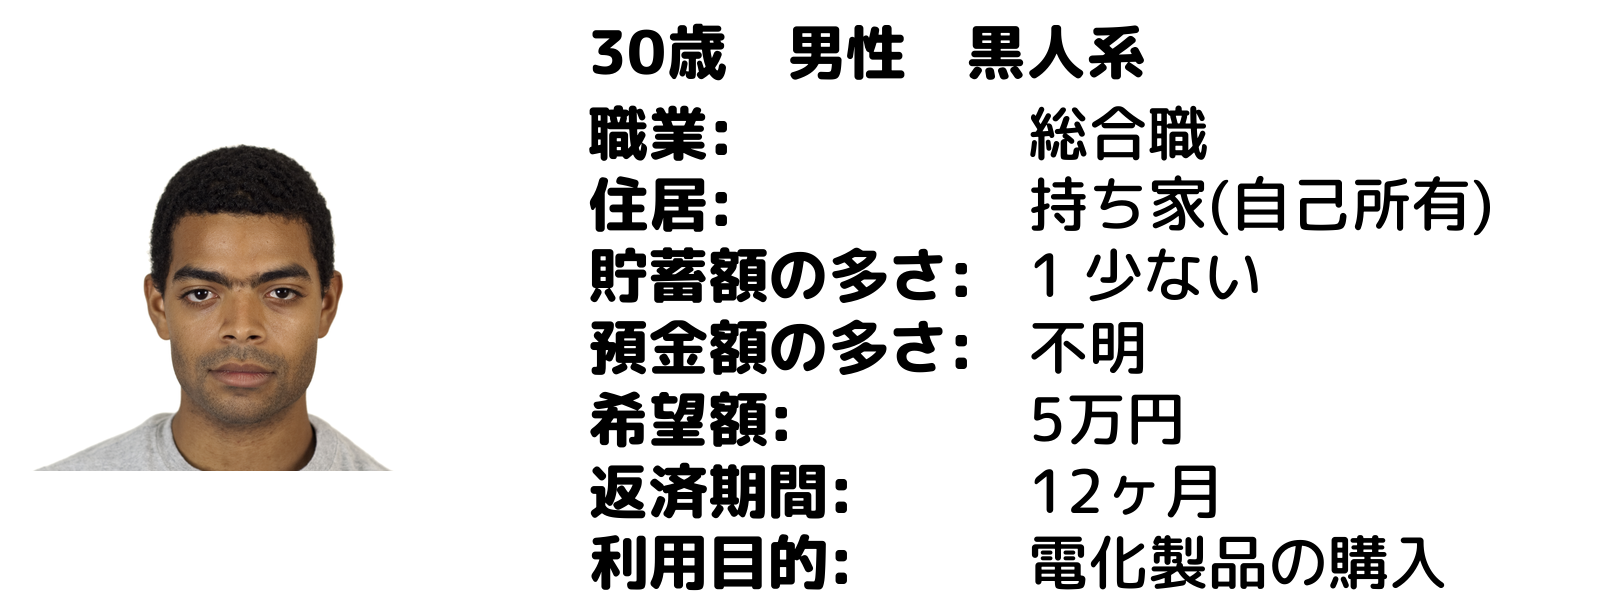 30歳　男性　黒人系
職業: 総合職
住居: 持ち家(自己所有)
貯蓄額の多さ: 1 少ない
預金額の多さ: 不明
希望額: 5万円
返済期間: 12ヶ月
利用目的: 電化製品の購入